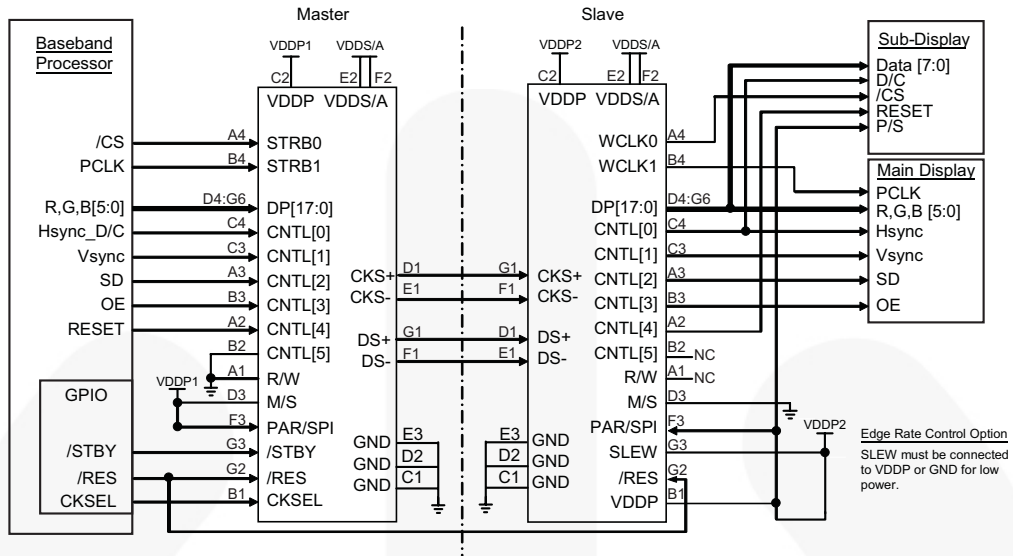 Master
Slave
Baseband
Processor
/CS
PCLK
R,G,B[5:0]
Hsync_D/C
Vsync
SD
OE
RESET
GPIO
/STBY
/RES
CKSEL
VDDP1
VDDS/A
C2
E2
F2
VDDP
VDDS/A
A4
STRB0
B4
STRB1
D4:G6
DP[17:0]
C4
CNTL[0]
C3
CNTL[1]
A3
CNTL[2]
B3
CNTL[3]
A2
CNTL[4]
B2
CNTL[5]
A1
R/W
VDDP1
D3
M/S
F3
PAR/SPI
G3
/STBY
G2
/RES
B1
CKSEL
CKS+
D1
CKS-
E1
DS+
G1
DS-
F1
GND
E3
GND
D2
GND
C1
VDDP2
VDDS/A
C2
E2
F2
VDDP
VDDS/A
G1
CKS+
F1
CKS-
D1
DS+
E1
DS-
E3
GND
D2
GND
C1
GND
WCLK0
A4
WCLK1
B4
DP[17:0]
D4:G6
CNTL[0]
C4
CNTL[1]
C3
CNTL[2]
A3
CNTL[3]
B3
CNTL[4]
A2
CNTL[5]
B2
NC
R/W
A1
NC
M/S
D3
PAR/SPI
F3
SLEW
G3
/RES
G2
VDDP
B1
VDDP2
Sub-Display
Data [7:0]
D/C
/CS
RESET
P/S
Main Display
PCLK
R,G,B [5:0]
Hsync
Vsync
SD
OE
Edge Rate Control Option
SLEW must be connected
to VDDP or GND for low
power.